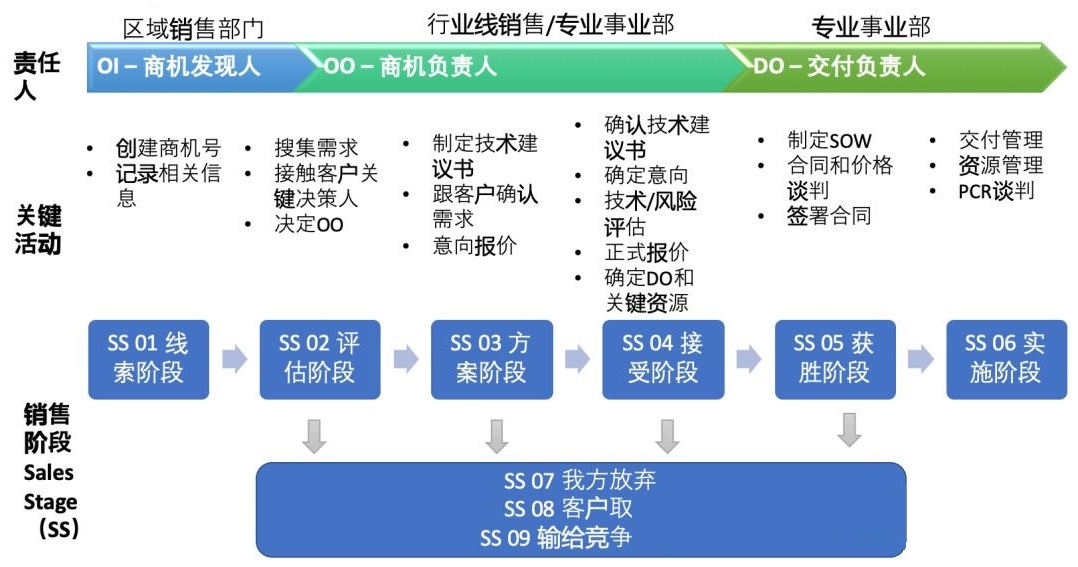 区域销售部门
行业线销售/专业事业部
专业事业部
责任
人
OI – 商机发现人
OO – 商机负责人
DO – 交付负责人
关键
活动
• 创建商机号
• 记录相关信
息
• 搜集需求
• 接触客户关
键决策人
• 决定OO
• 制定技术建
议书
• 跟客户确认
需求
• 意向报价
• 确认技术建
议书
• 确定意向
• 技术/风险
评估
• 正式报价
• 确定DO和
关键资源
• 制定SOW
• 合同和价格
谈判
• 签署合同
• 交付管理
• 资源管理
• PCR谈判
销售
阶段
Sales
Stage
(SS)
SS 01 线
索阶段
SS 02 评
估阶段
SS 03 方
案阶段
SS 04 接
受阶段
SS 05 获
胜阶段
SS 06 实
施阶段
SS 07 我方放弃
SS 08 客户取
SS 09 输给竞争